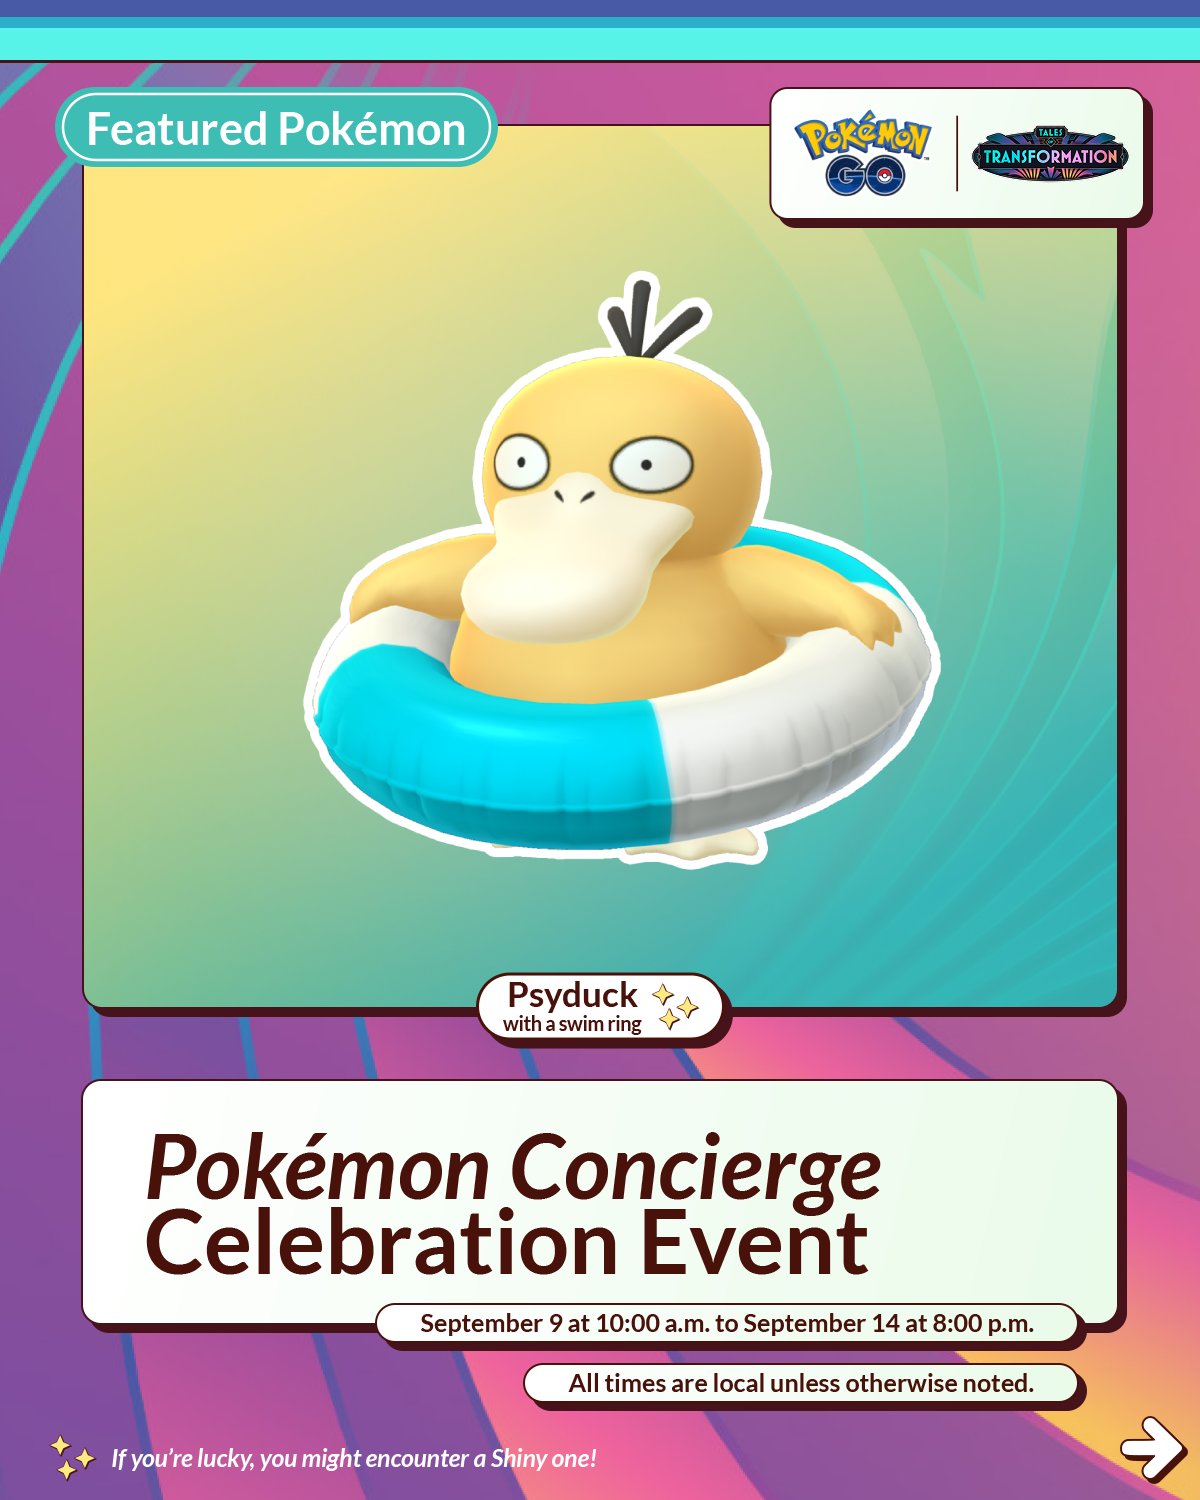 Featured Pokémon
POKÉMON
GO
TALES
OF
TRANSFORMATION
Psyduck
with a swim ring
Pokémon Concierge
Celebration Event
September 9 at 10:00 a.m. to September 14 at 8:00 p.m.
All times are local unless otherwise noted.
If you’re lucky, you might encounter a Shiny one!